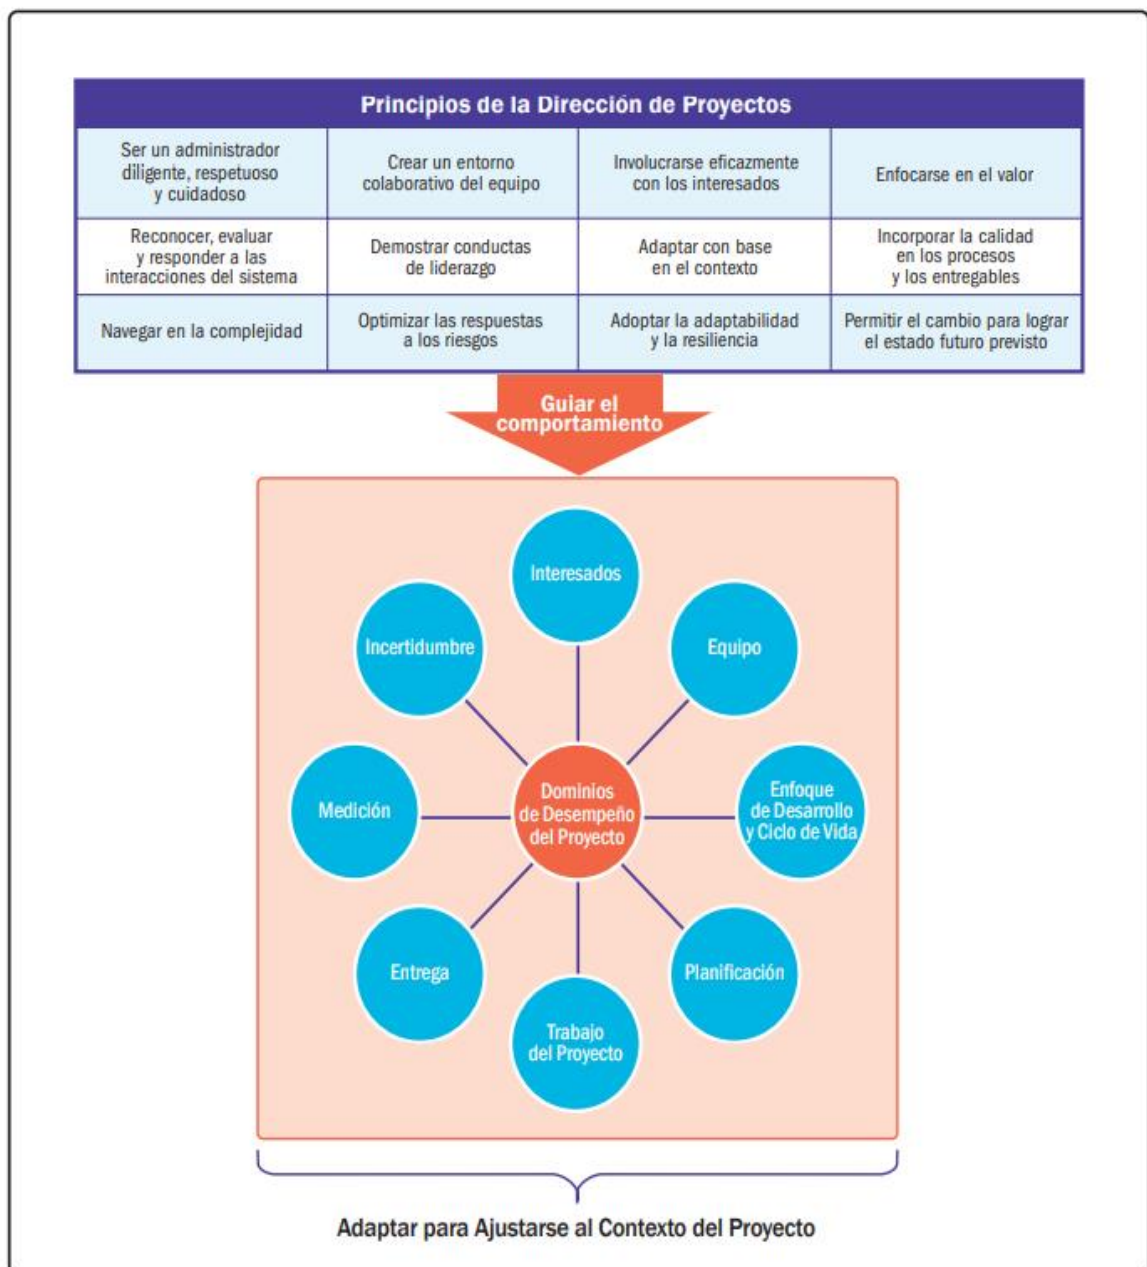 Principios de la Dirección de Proyectos
Ser un administrador
diligente, respetuoso
y cuidadoso
Crear un entorno
colaborativo del equipo
Involucrarse eficazmente
con los interesados
Enfocarse en el valor
Reconocer, evaluar
y responder a las
interacciones del sistema
Demostrar conductas
de liderazgo
Adaptar con base
en el contexto
Incorporar la calidad
en los procesos
y los entregables
Navegar en la complejidad
Optimizar las respuestas
a los riesgos
Adoptar la adaptabilidad
y la resiliencia
Permitir el cambio para lograr
el estado futuro previsto
Guiar el
comportamiento
Interesados
Incertidumbre
Equipo
Medición
Dominios
de Desempeño
del Proyecto
Enfoque
de Desarrollo
y Ciclo de Vida
Entrega
Planificación
Trabajo
del Proyecto
Adaptar para Ajustarse al Contexto del Proyecto